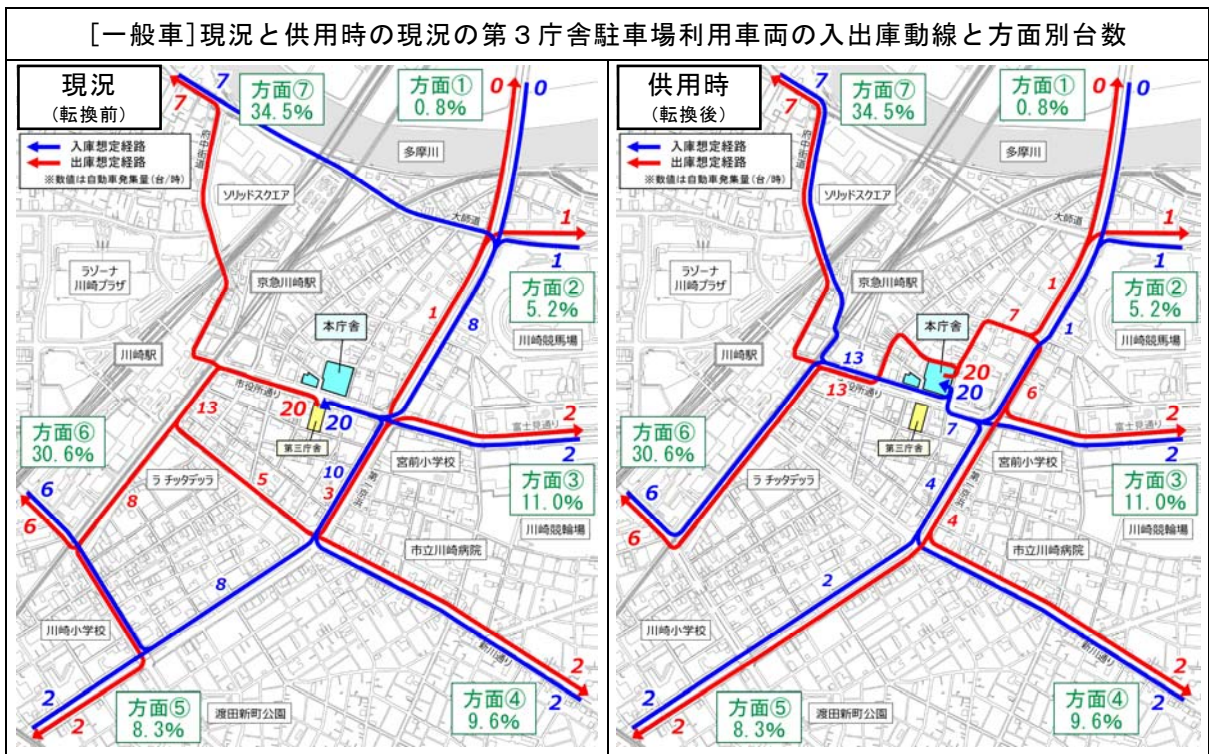 [一般車]現況と供用時の現況の第３庁舎駐車場利用車両の入出庫動線と方面別台数
現況
(転換前)
入庫想定経路
出庫想定経路
※数値は自動車発集量(台/時)
7
7
方面⑦
34.5%
方面①
0.8%
0
0
多摩川
府中街道
ソリッドスクエア
大師道
1
1
ラゾーナ
川崎プラザ
京急川崎駅
方面②
5.2%
1
8
本庁舎
川崎競馬場
川崎駅
市役所通り
20
20
2
富士見通り
2
13
第三庁舎
方面⑥
30.6%
宮前小学校
10
3
第一京浜
方面③
11.0%
ラ チッタデッラ
5
8
川崎競輪場
6
6
市立川崎病院
8
川崎小学校
新川通り
2
2
2
2
方面⑤
8.3%
渡田新町公園
方面④
9.6%
供用時
(転換後)
入庫想定経路
出庫想定経路
※数値は自動車発集量(台/時)
7
7
方面⑦
34.5%
方面①
0.8%
0
0
多摩川
府中街道
ソリッドスクエア
大師道
1
1
ラゾーナ
川崎プラザ
京急川崎駅
方面②
5.2%
1
7
1
本庁舎
川崎競馬場
川崎駅
13
20
20
市役所通り
13
6
2
富士見通り
2
7
第三庁舎
方面⑥
30.6%
宮前小学校
4
4
第一京浜
方面③
11.0%
ラ チッタデッラ
川崎競輪場
6
6
市立川崎病院
2
川崎小学校
新川通り
2
2
2
2
方面⑤
8.3%
渡田新町公園
方面④
9.6%